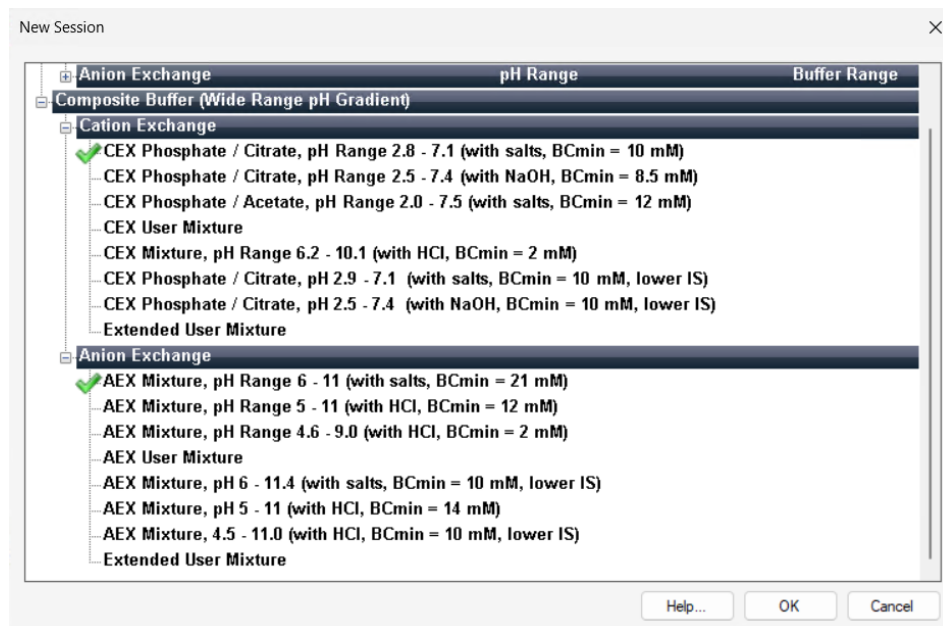 New Session
Anion Exchange pH Range Buffer Range
Composite Buffer (Wide Range pH Gradient)
Cation Exchange
CEX Phosphate / Citrate, pH Range 2.8 - 7.1 (with salts, BCmin = 10 mM)
CEX Phosphate / Citrate, pH Range 2.5 - 7.4 (with NaOH, BCmin = 8.5 mM)
CEX Phosphate / Acetate, pH Range 2.0 - 7.5 (with salts, BCmin = 12 mM)
CEX User Mixture
CEX Mixture, pH Range 6.2 - 10.1 (with HCl, BCmin = 2 mM)
CEX Phosphate / Citrate, pH 2.9 - 7.1 (with salts, BCmin = 10 mM, lower IS)
CEX Phosphate / Citrate, pH 2.5 - 7.4 (with NaOH, BCmin = 10 mM, lower IS)
Extended User Mixture
Anion Exchange
AEX Mixture, pH Range 6 - 11 (with salts, BCmin = 21 mM)
AEX Mixture, pH Range 5 - 11 (with HCl, BCmin = 12 mM)
AEX Mixture, pH Range 4.6 - 9.0 (with HCl, BCmin = 2 mM)
AEX User Mixture
AEX Mixture, pH 6 - 11.4 (with salts, BCmin = 10 mM, lower IS)
AEX Mixture, pH 5 - 11 (with HCl, BCmin = 14 mM)
AEX Mixture, 4.5 - 11.0 (with HCl, BCmin = 10 mM, lower IS)
Extended User Mixture
Help... OK Cancel